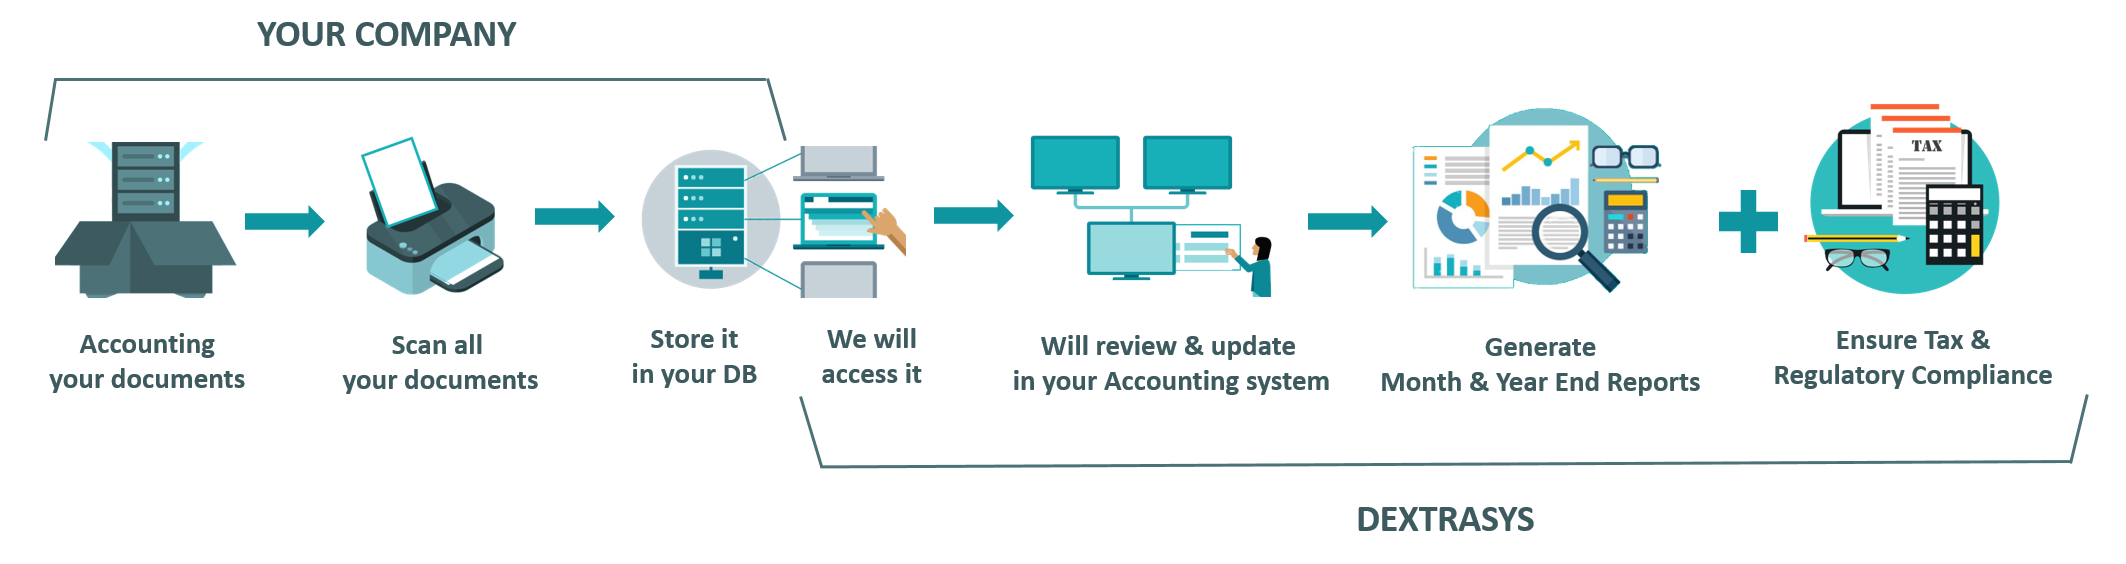 YOUR COMPANY
Accounting
your documents
Scan all
your documents
Store it
in your DB
We will
access it
Will review & update
in your Accounting system
Generate
Month & Year End Reports
TAX
Ensure Tax &
Regulatory Compliance
DEXTRASYS